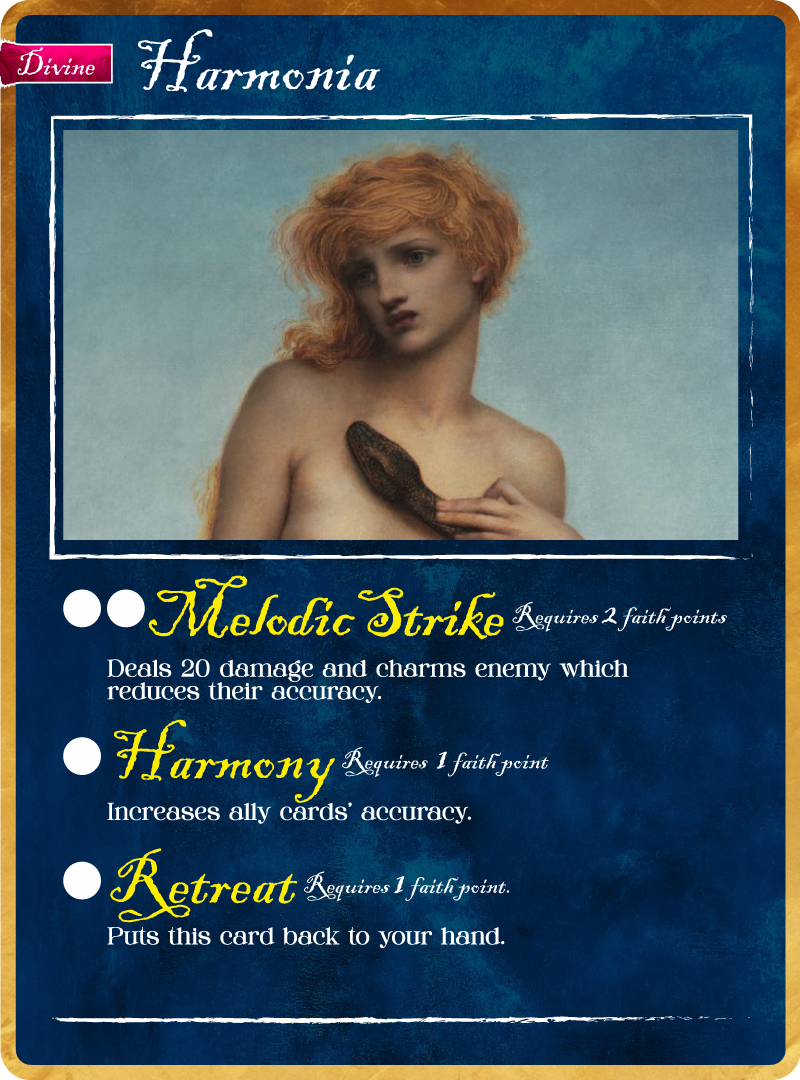 Divine
Harmonia
Melodic Strike Requires 2 faith points
Deals 20 damage and charms enemy which
reduces their accuracy.
Harmony Requires 1 faith point
Increases ally cards' accuracy.
Retreat Requires 1 faith point.
Puts this card back to your hand.